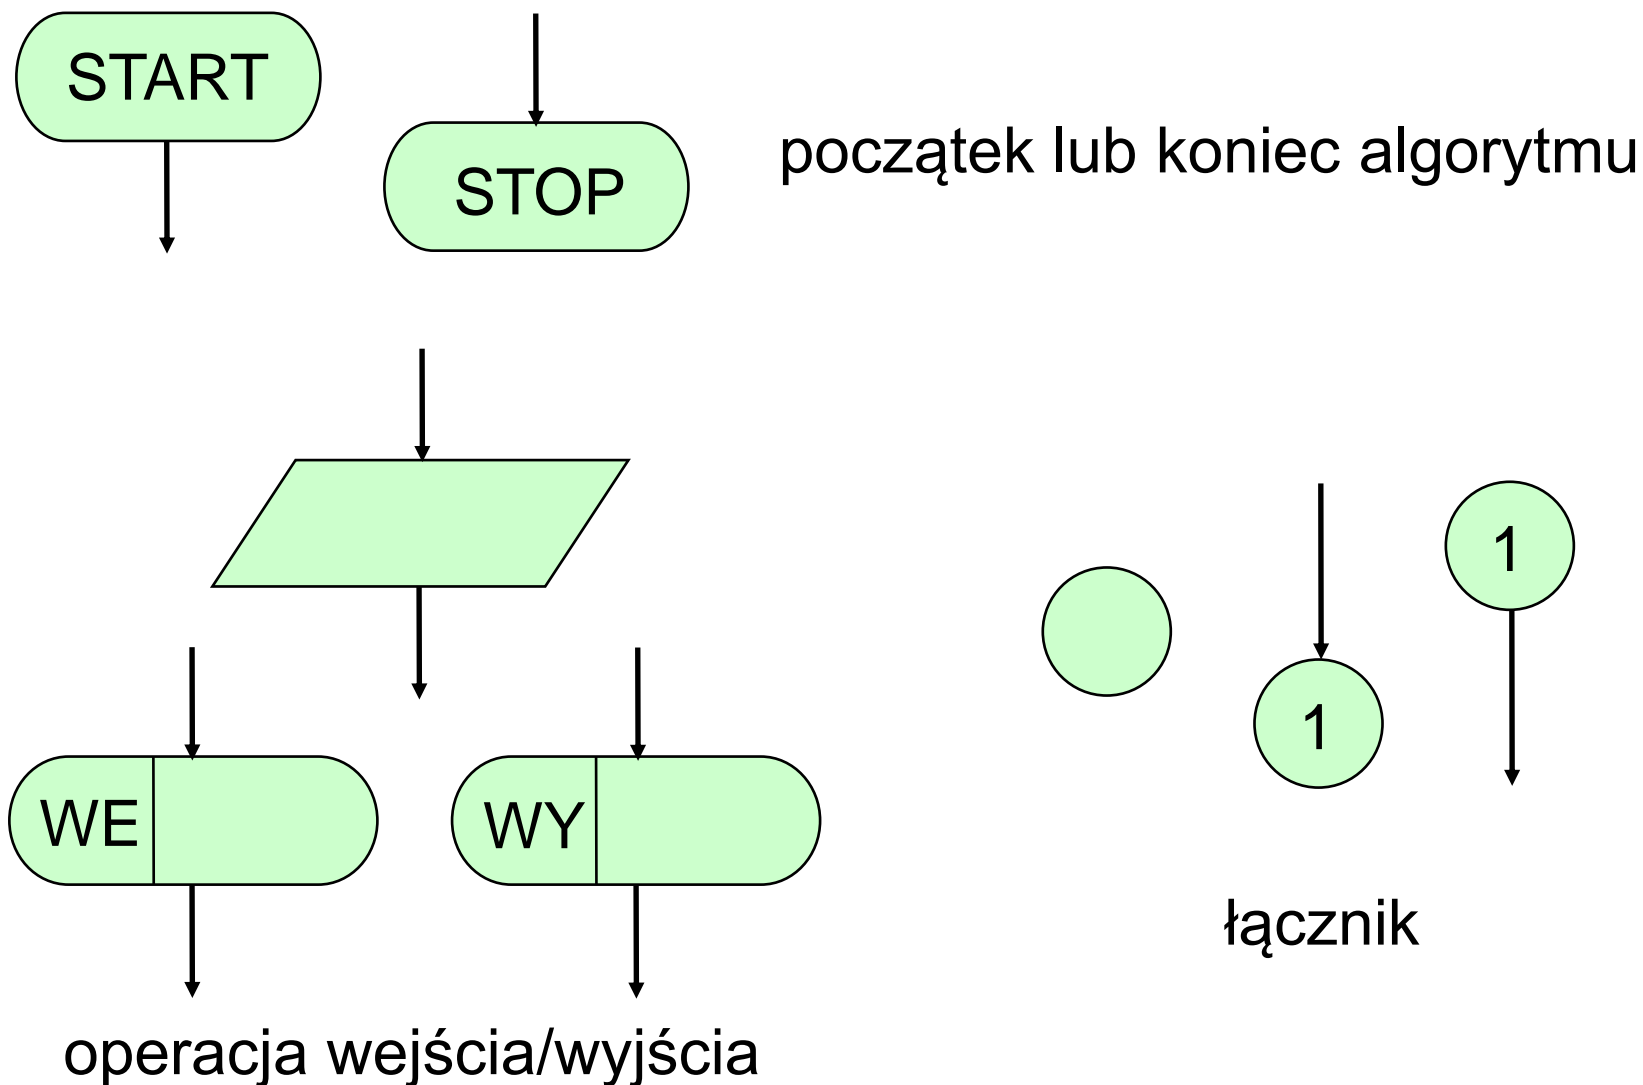 START
STOP
początek lub koniec algorytmu
1
1
WE
WY
łącznik
operacja wejścia/wyjścia